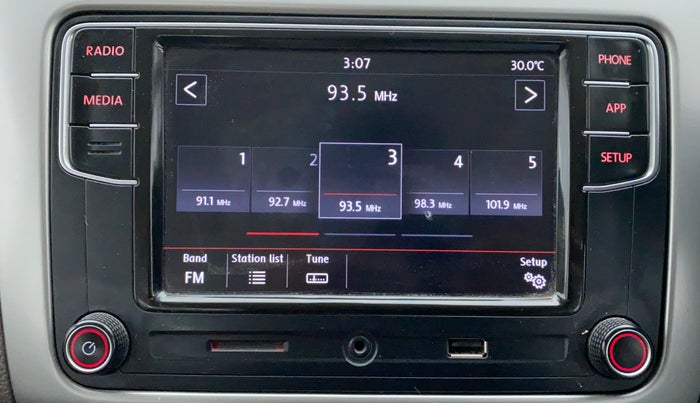 RADIO
MEDIA
PHONE
APP
SETUP
3:07
30.0°C
<
93.5 MHz
>
1
2
3
4
5
91.1 MHz
92.7 MHz
93.5 MHz
98.3 MHz
101.9 MHz
Band
FM
Station list
Tune
Setup